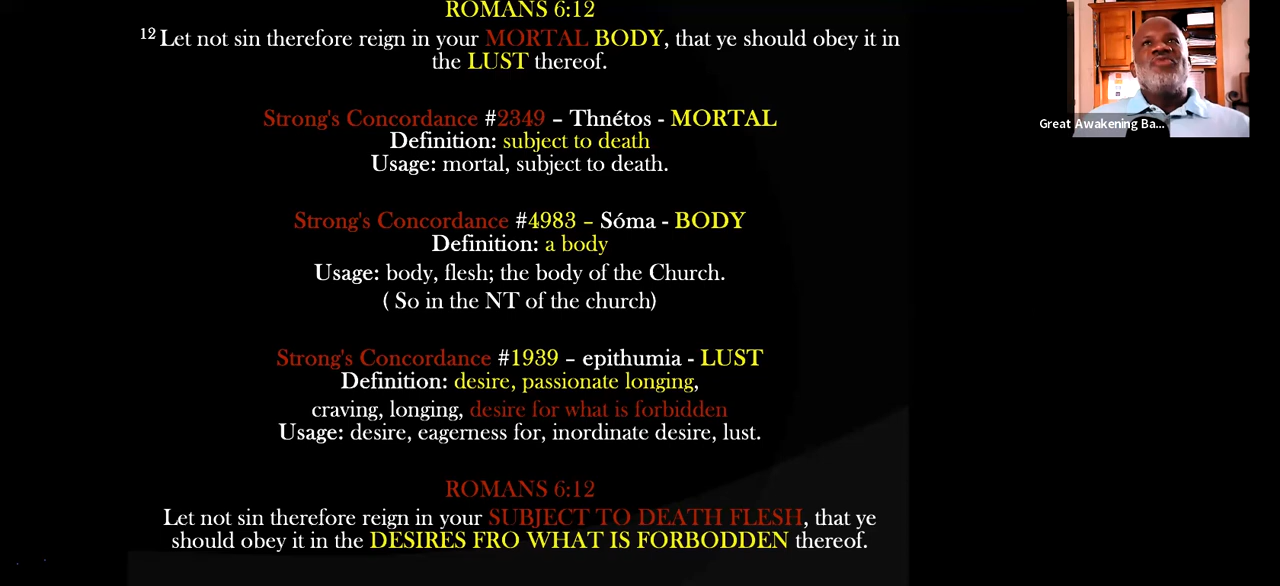 ROMANS 6:12
12 Let not sin therefore reign in your MORTAL BODY, that ye should obey it in
the LUST thereof.
Strong's Concordance #2349 – Thnétos - MORTAL
Definition: subject to death
Usage: mortal, subject to death.
Strong's Concordance #4983 – Sóma - BODY
Definition: a body
Usage: body, flesh; the body of the Church.
( So in the NT of the church)
Strong's Concordance #1939 – epithumia - LUST
Definition: desire, passionate longing,
craving, longing, desire for what is forbidden
Usage: desire, eagerness for, inordinate desire, lust.
ROMANS 6:12
Let not sin therefore reign in your SUBJECT TO DEATH FLESH, that ye
should obey it in the DESIRES FRO WHAT IS FORBODDEN thereof.
Great Awakening Ba...